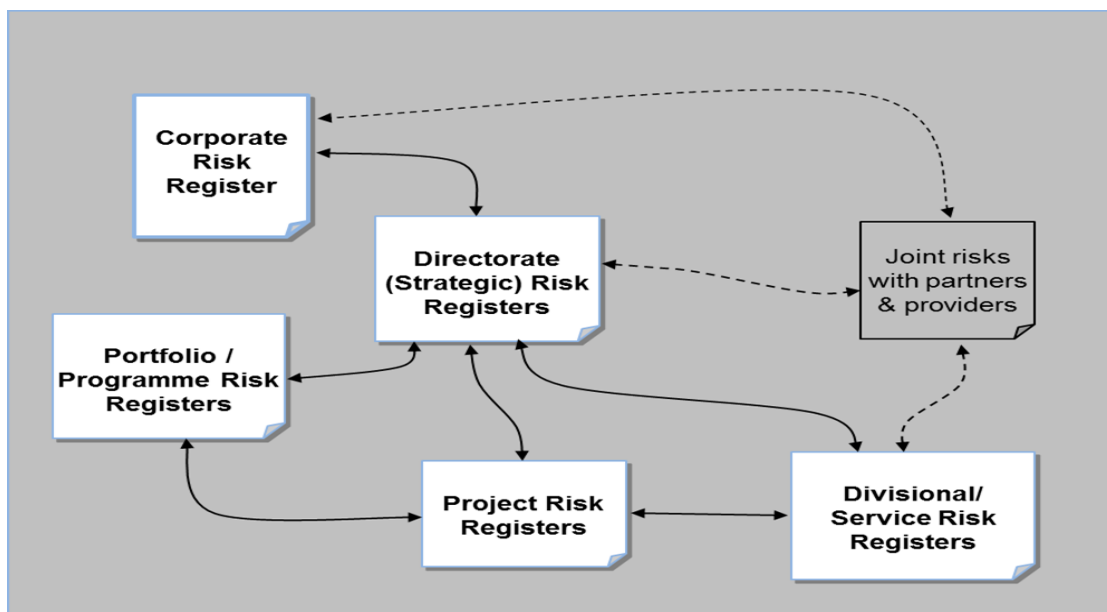 Corporate
Risk
Register
Directorate
(Strategic) Risk
Registers
Joint risks
with partners
& providers
Portfolio /
Programme Risk
Registers
Project Risk
Registers
Divisional/
Service Risk
Registers